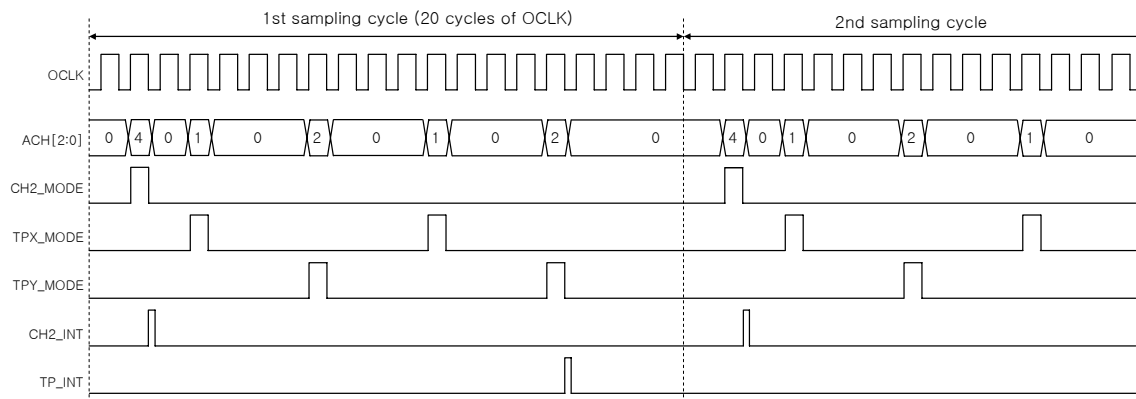 1st sampling cycle (20 cycles of OCLK) 2nd sampling cycle
OCLK
ACH[2:0] 0 4 0 1 0 2 0 1 0 2 0 4 0 1 0 2 0 1 0
CH2_MODE
TPX_MODE
TPY_MODE
CH2_INT
TP_INT